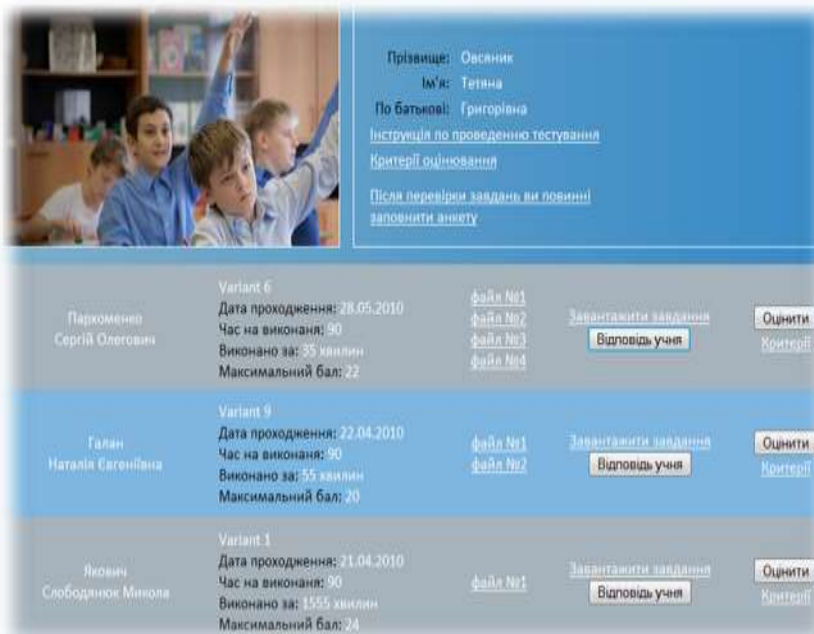 Прізвище: Овсяник
Ім'я: Тетяна
По батькові: Григорівна
Інструкція по проведенню тестування
Критерії оцінювання
Після перевірки завдань ви повинні
заповнити анкету
Пархоменко
Сергій Олегович
Variant 6
Дата проходження: 28.05.2010
Час на виконаня: 90
Виконано за: 35 хвилин
Максимальний бал: 22
файл №1
файл №2
файл №3
файл №4
Завантажити завдання
Відповідь учня
Оцінити
Критерії
Галан
Наталія Євгеніївна
Variant 9
Дата проходження: 22.04.2010
Час на виконаня: 90
Виконано за: 55 хвилин
Максимальний бал: 20
файл №1
файл №2
Завантажити завдання
Відповідь учня
Оцінити
Критерії
Якович
Слободянюк Микола
Variant 1
Дата проходження: 21.04.2010
Час на виконаня: 90
Виконано за: 1555 хвилин
Максимальний бал: 24
файл №1
Завантажити завдання
Відповідь учня
Оцінити
Критерії